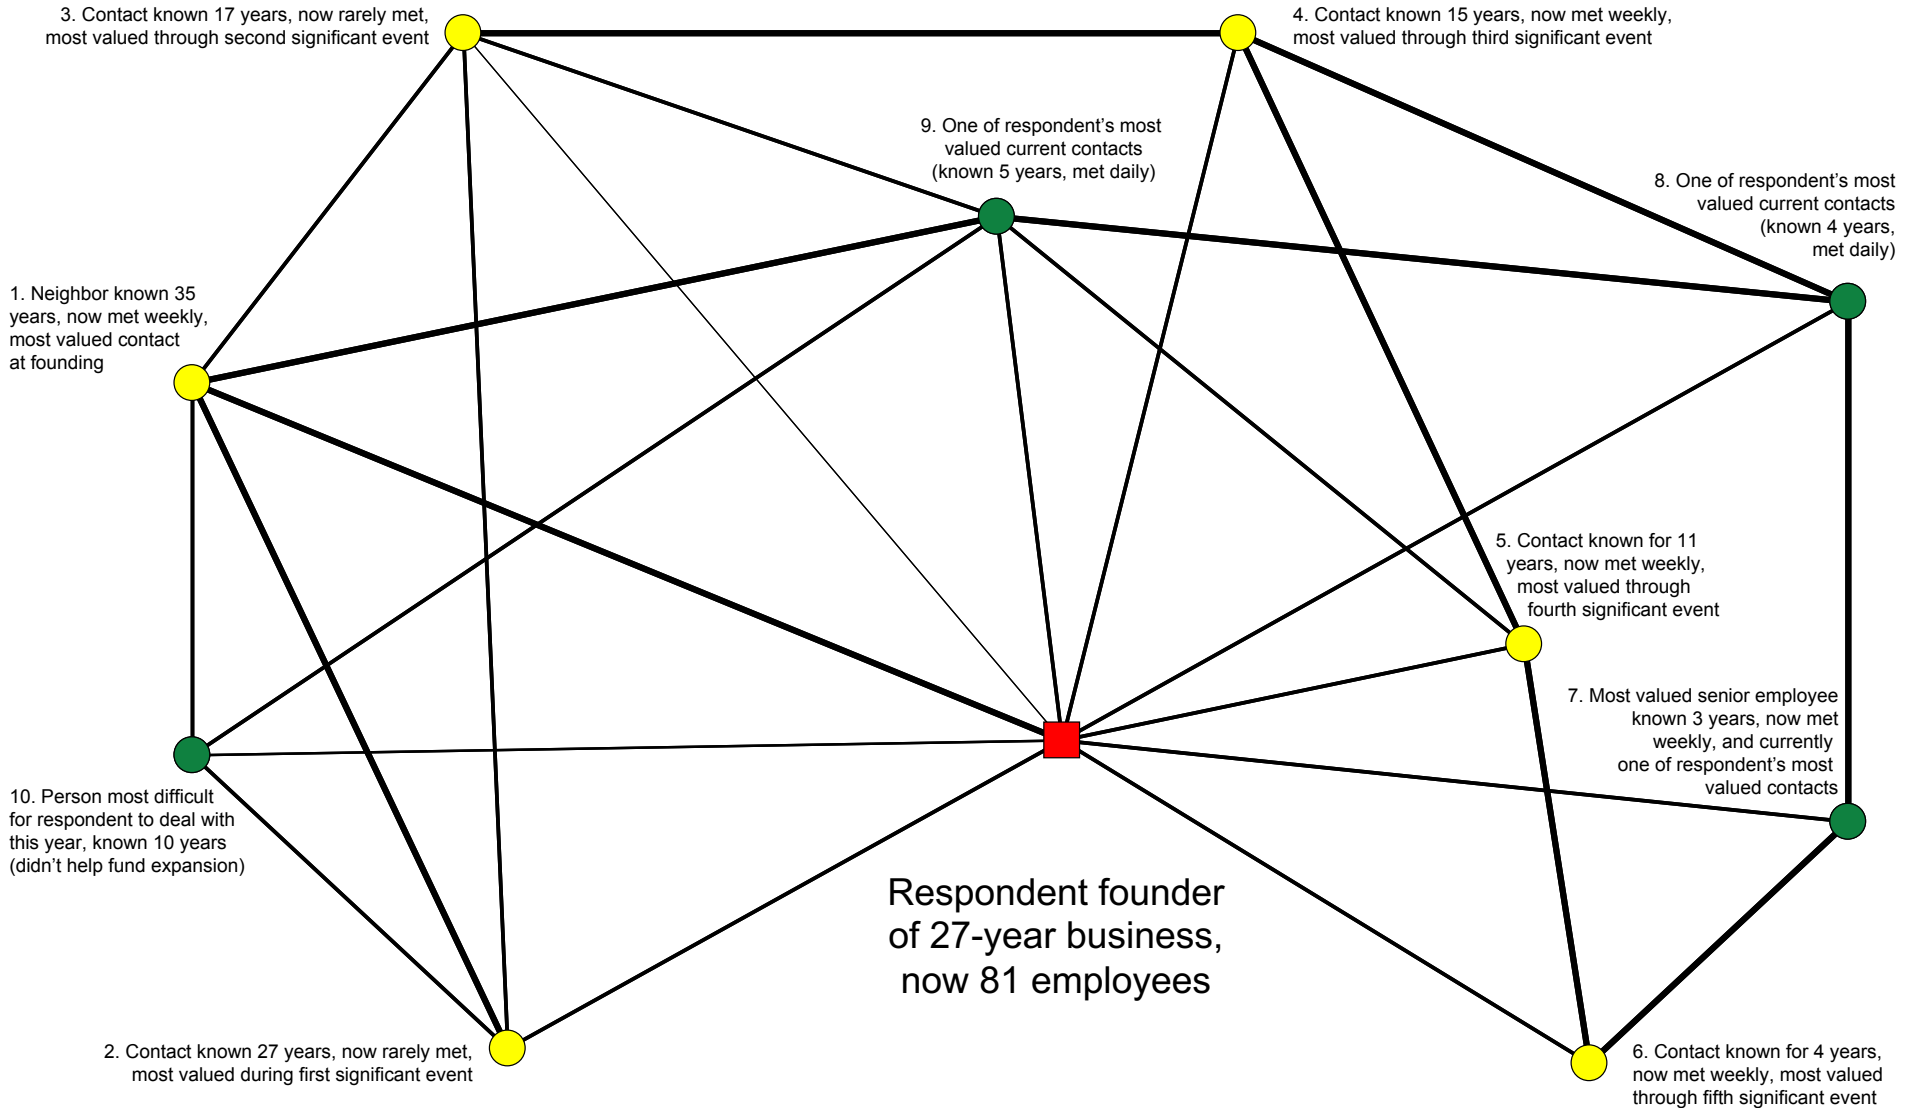 3. Contact known 17 years, now rarely met,
most valued through second significant event
4. Contact known 15 years, now met weekly,
most valued through third significant event
9. One of respondent’s most
valued current contacts
(known 5 years, met daily)
8. One of respondent’s most
valued current contacts
(known 4 years,
met daily)
1. Neighbor known 35
years, now met weekly,
most valued contact
at founding
5. Contact known for 11
years, now met weekly,
most valued through
fourth significant event
7. Most valued senior employee
known 3 years, now met
weekly, and currently
one of respondent’s most
valued contacts
10. Person most difficult
for respondent to deal with
this year, known 10 years
(didn’t help fund expansion)
Respondent founder
of 27-year business,
now 81 employees
2. Contact known 27 years, now rarely met,
most valued during first significant event
6. Contact known for 4 years,
now met weekly, most valued
through fifth significant event